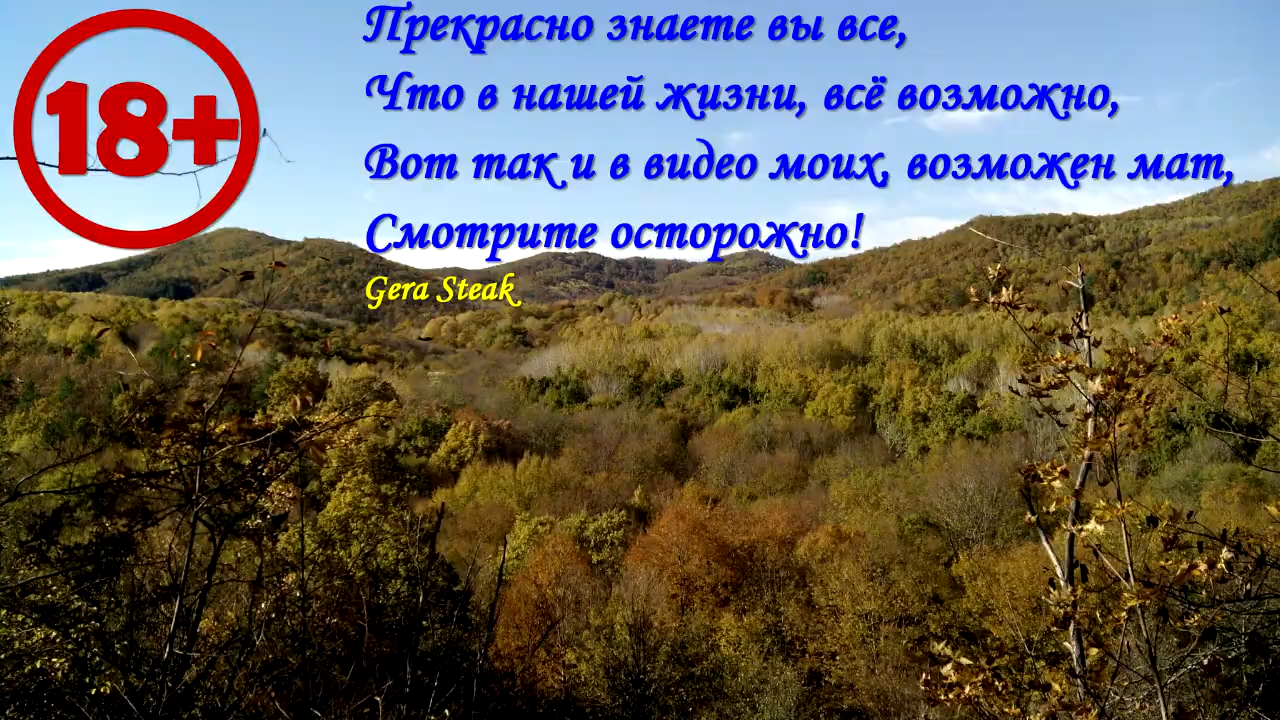 18+
Прекрасно знаете вы все,
Что в нашей жизни, всё возможно,
Вот так и в видео моих, возможен мат,
Смотрите осторожно!
Gera Steak